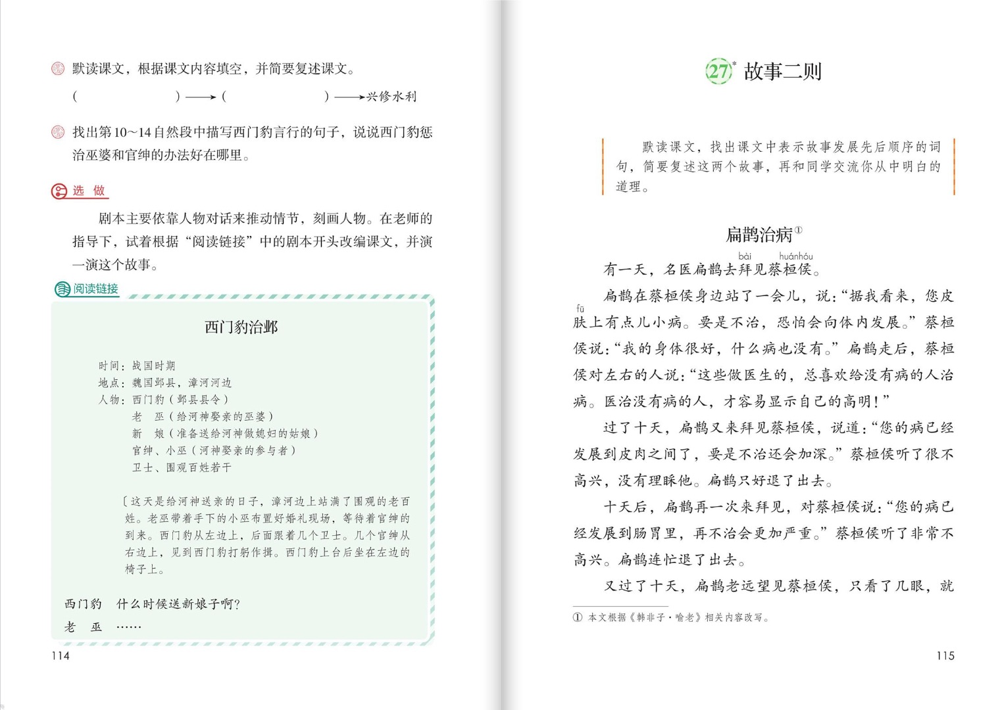 默读课文，根据课文内容填空，并简要复述课文。
（　　　　　　）⟶（　　　　　　）⟶兴修水利
找出第10～14自然段中描写西门豹言行的句子，说说西门豹惩
治巫婆和官绅的办法好在哪里。
选 做
剧本主要依靠人物对话来推动情节，刻画人物。在老师的
指导下，试着根据“阅读链接”中的剧本开头改编课文，并演
一演这个故事。
阅读链接
西门豹治邺
时间：战国时期
地点：魏国邺县，漳河河边
人物：西门豹（邺县县令）
老　巫（给河神娶亲的巫婆）
新　娘（准备送给河神做媳妇的姑娘）
官绅、小巫（河神娶亲的参与者）
卫士、围观百姓若干
〔这天是给河神送亲的日子，漳河边上站满了围观的老百
姓。老巫带着手下的小巫布置好婚礼现场，等待着官绅的
到来。西门豹从左边上，后面跟着几个卫士。几个官绅从
右边上，见到西门豹打躬作揖。西门豹上台后坐在左边的
椅子上。
西门豹　什么时候送新娘子啊？
老　巫　……
114
27* 故事二则
默读课文，找出课文中表示故事发展先后顺序的词
句，简要复述这两个故事，再和同学交流你从中明白的
道理。
扁鹊治病①
bài huánhóu
有一天，名医扁鹊去拜见蔡桓侯。
扁鹊在蔡桓侯身边站了一会儿，说：“据我看来，您皮
fū
肤上有点儿小病。要是不治，恐怕会向体内发展。”蔡桓
侯说：“我的身体很好，什么病也没有。”扁鹊走后，蔡桓
侯对左右的人说：“这些做医生的，总喜欢给没有病的人治
病。医治没有病的人，才容易显示自己的高明！”
过了十天，扁鹊又来拜见蔡桓侯，说道：“您的病已经
发展到皮肉之间了，要是不治还会加深。”蔡桓侯听了很不
高兴，没有理睬他。扁鹊只好退了出去。
十天后，扁鹊再一次来拜见，对蔡桓侯说：“您的病已
经发展到肠胃里，再不治会更加严重。”蔡桓侯听了非常不
高兴。扁鹊连忙退了出去。
又过了十天，扁鹊老远望见蔡桓侯，只看了几眼，就
① 本文根据《韩非子·喻老》相关内容改写。
115